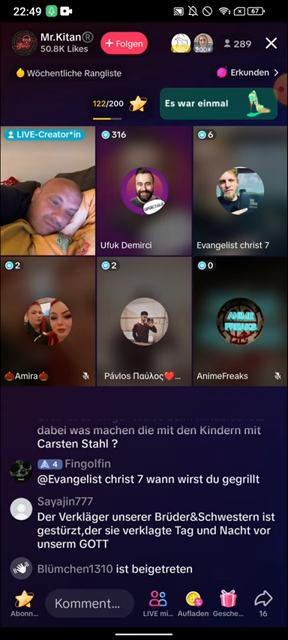 22:49
67
Mr.Kitan®
50.8K Likes
+ Folgen
289
Wöchentliche Rangliste
Erkunden >
122/200
Es war einmal
LIVE-Creator*in
316
6
Ufuk Demirci
Evangelist christ 7
2
2
0
ANIME
FREAKS
🎃Amira🎃
Pávlos Παύλος❤️...
AnimeFreaks
dabei was machen die mit den Kindern mit
Carsten Stahl ?
4 Fingolfin
@Evangelist christ 7 wann wirst du gegrillt
Sayajin777
Der Verkläger unserer Brüder&Schwestern ist
gestürzt,der sie verklagte Tag und Nacht vor
unserm GOTT
Blümchen1310 ist beigetreten
Komment...
Abonn...
LIVE mi...
Aufladen
Gesche...
16